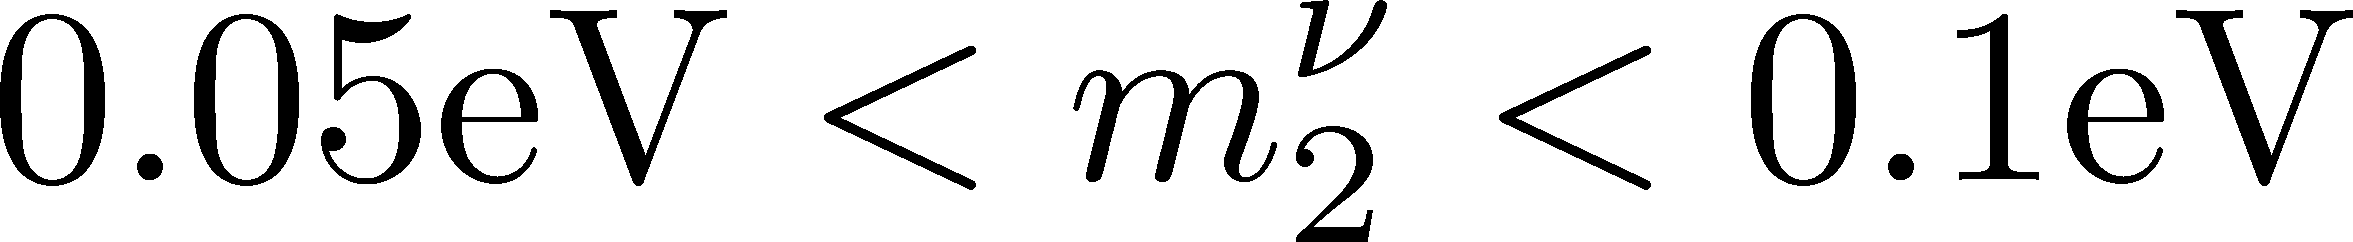 0.05eV < m_2^ν < 0.1eV